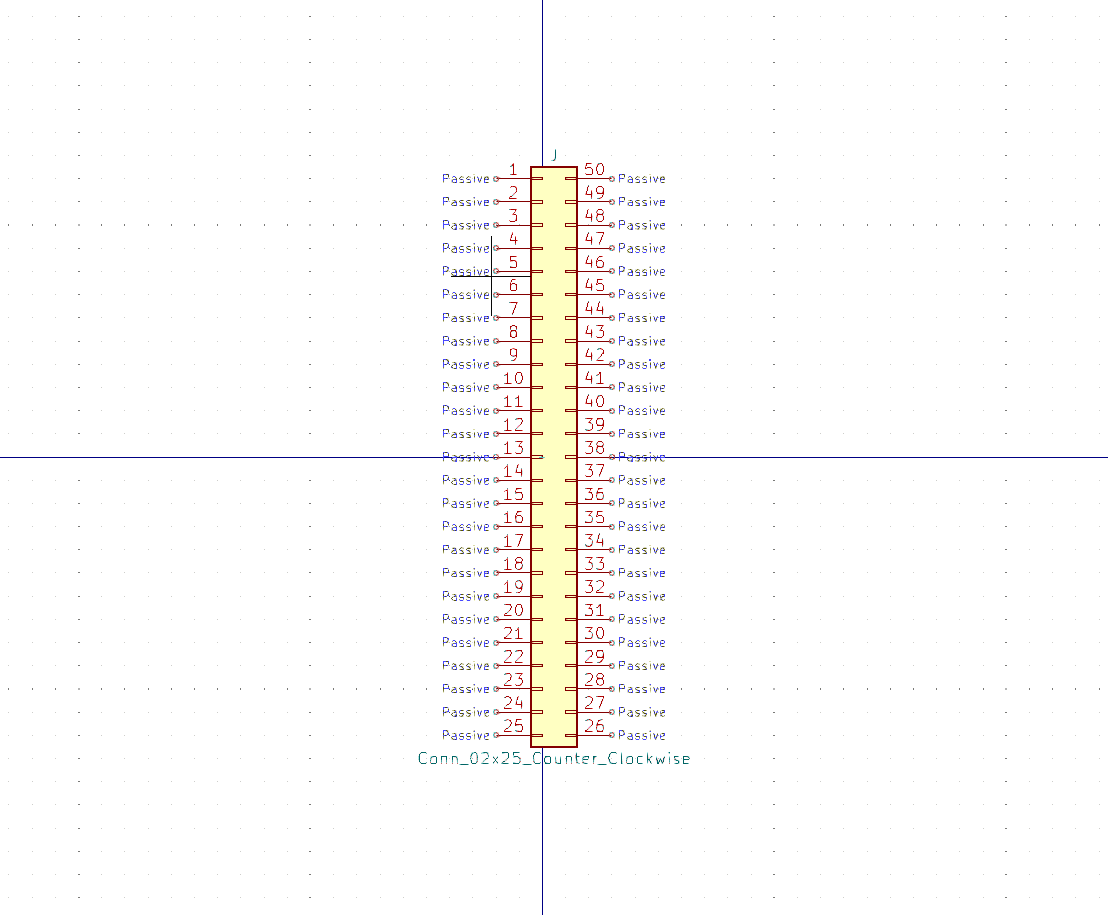 J
Passive 1 50 Passive
Passive 2 49 Passive
Passive 3 48 Passive
Passive 4 47 Passive
Passive 5 46 Passive
Passive 6 45 Passive
Passive 7 44 Passive
Passive 8 43 Passive
Passive 9 42 Passive
Passive 10 41 Passive
Passive 11 40 Passive
Passive 12 39 Passive
Passive 13 38 Passive
Passive 14 37 Passive
Passive 15 36 Passive
Passive 16 35 Passive
Passive 17 34 Passive
Passive 18 33 Passive
Passive 19 32 Passive
Passive 20 31 Passive
Passive 21 30 Passive
Passive 22 29 Passive
Passive 23 28 Passive
Passive 24 27 Passive
Passive 25 26 Passive
Conn_02x25_Counter_Clockwise